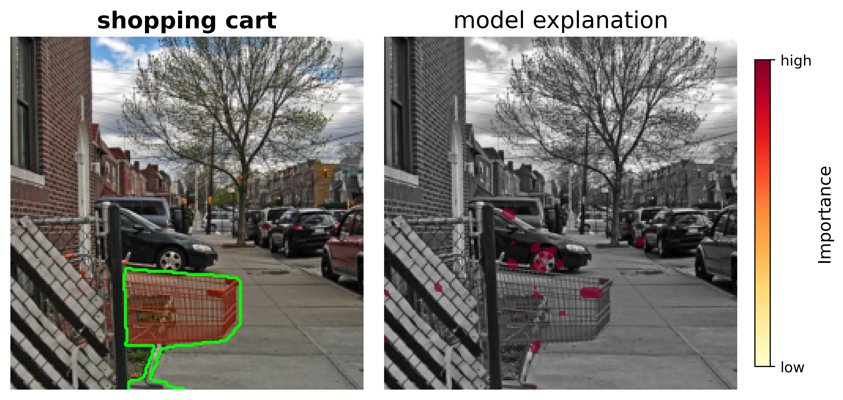 shopping cart
model explanation
high
Importance
low